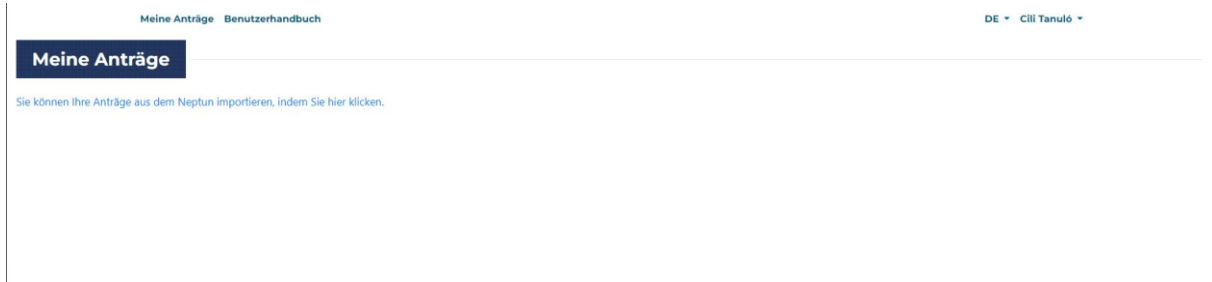 Meine Anträge Benutzerhandbuch DE Cili Tanuló
Meine Anträge
Sie können Ihre Anträge aus dem Neptun importieren, indem Sie hier klicken.